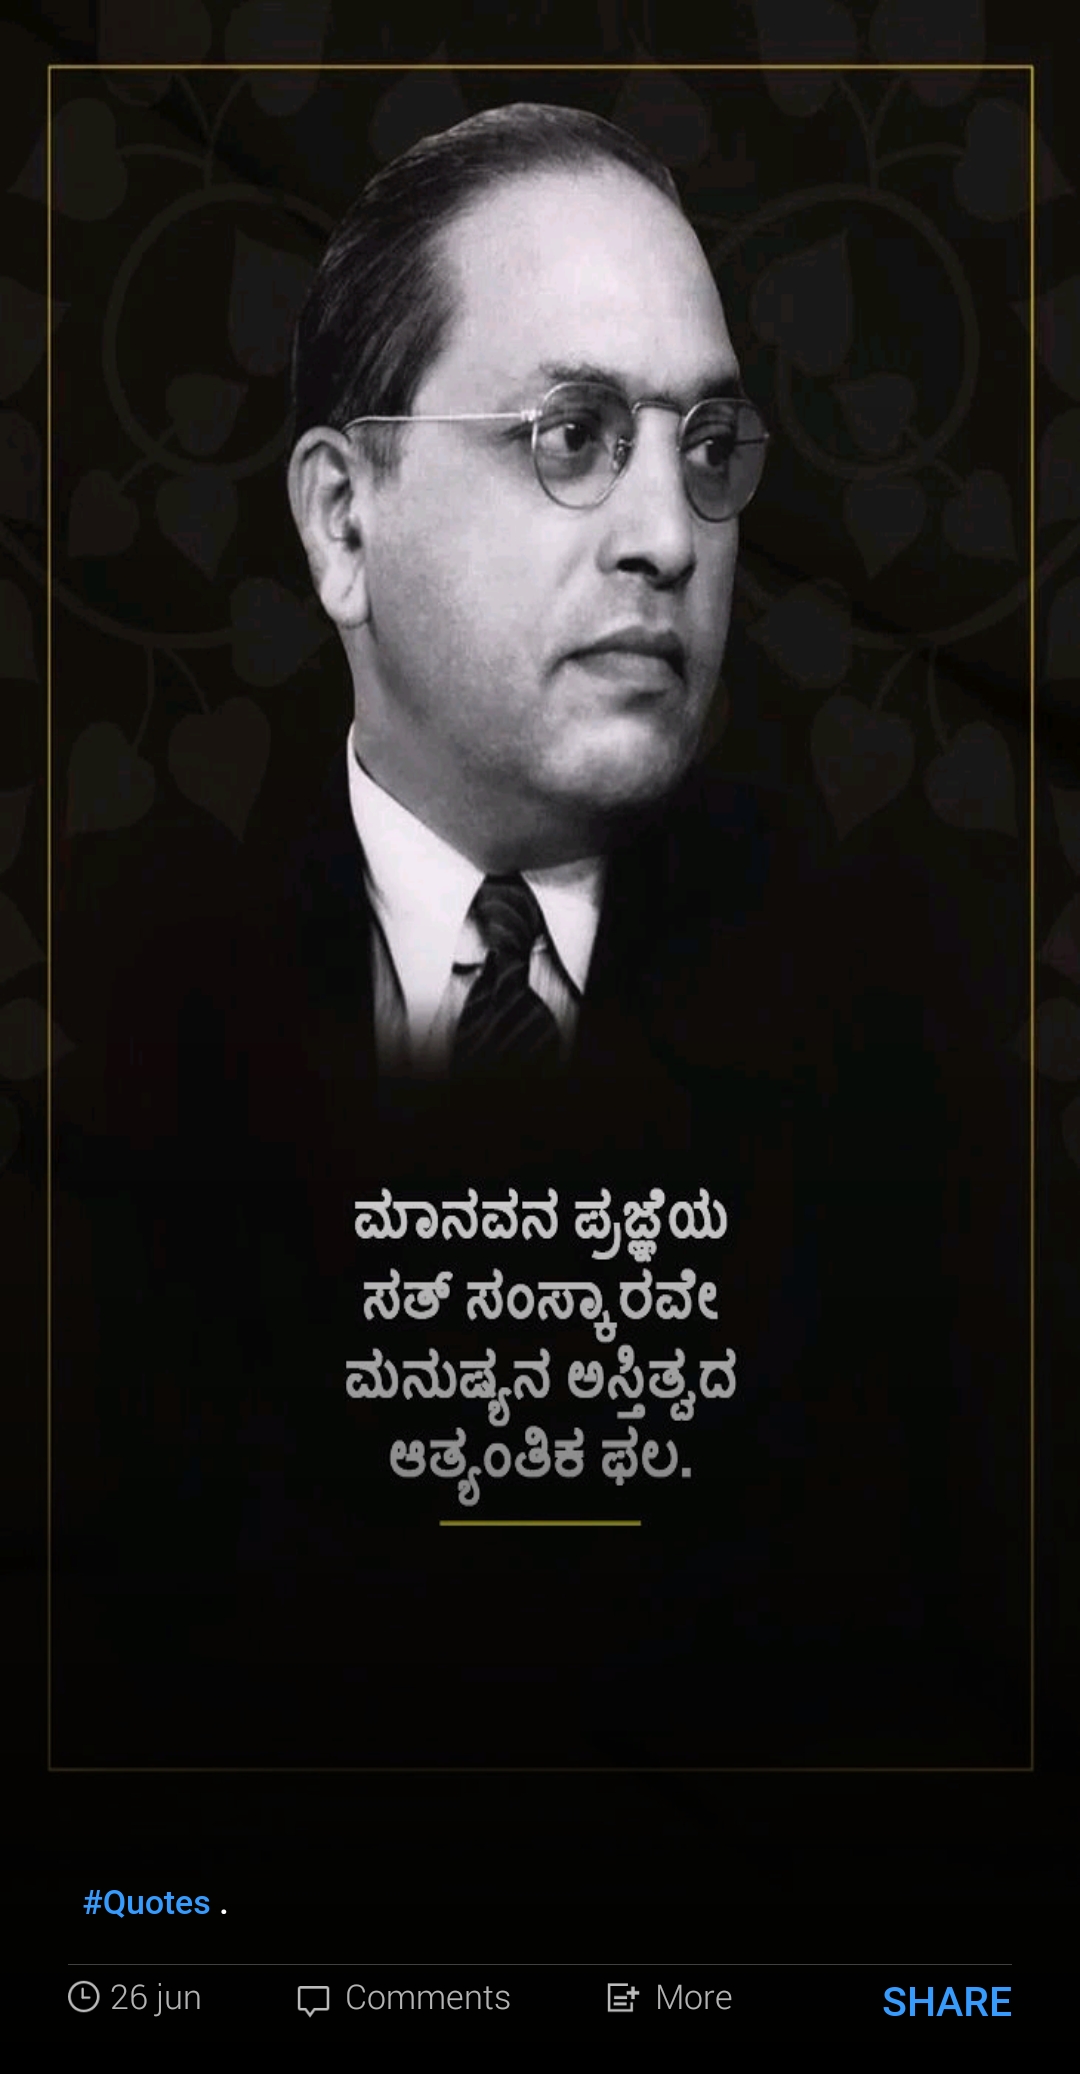 ಮಾನವನ ಪ್ರಜ್ಞೆಯ
ಸತ್ ಸಂಸ್ಕಾರವೇ
ಮನುಷ್ಯನ ಅಸ್ತಿತ್ವದ
ಆತ್ಯಂತಿಕ ಫಲ.
#Quotes .
26 jun
Comments
More
SHARE